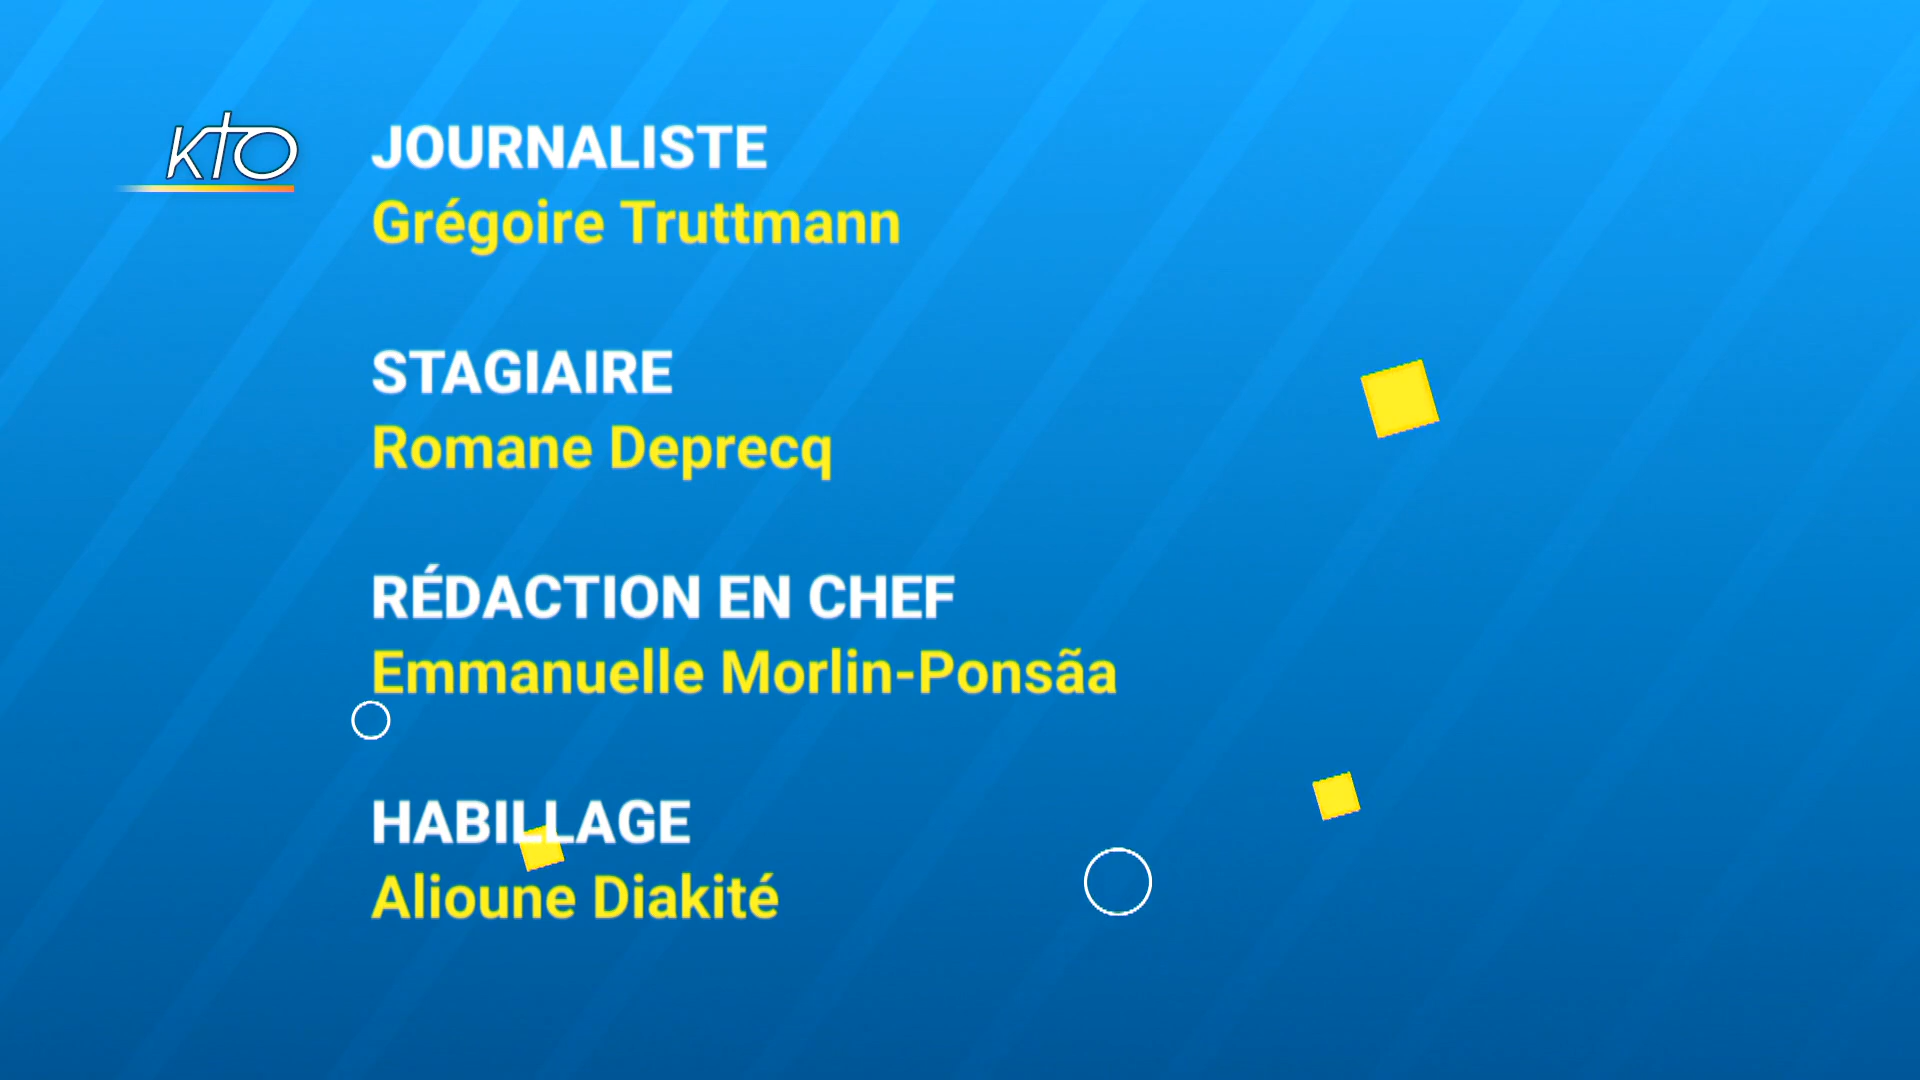 KTO
JOURNALISTE
Grégoire Truttmann
STAGIAIRE
Romane Deprecq
RÉDACTION EN CHEF
Emmanuelle Morlin-Ponsãa
HABILLAGE
Alioune Diakité